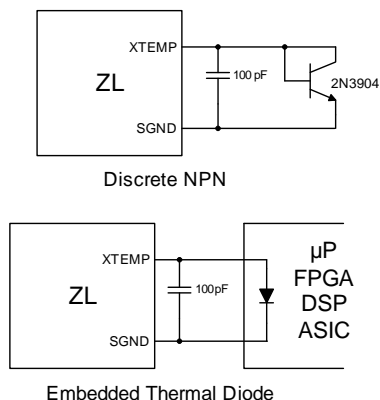 XTEMP
ZL
100 pF
2N3904
SGND
Discrete NPN
XTEMP
µP
FPGA
DSP
ASIC
ZL
100pF
SGND
Embedded Thermal Diode